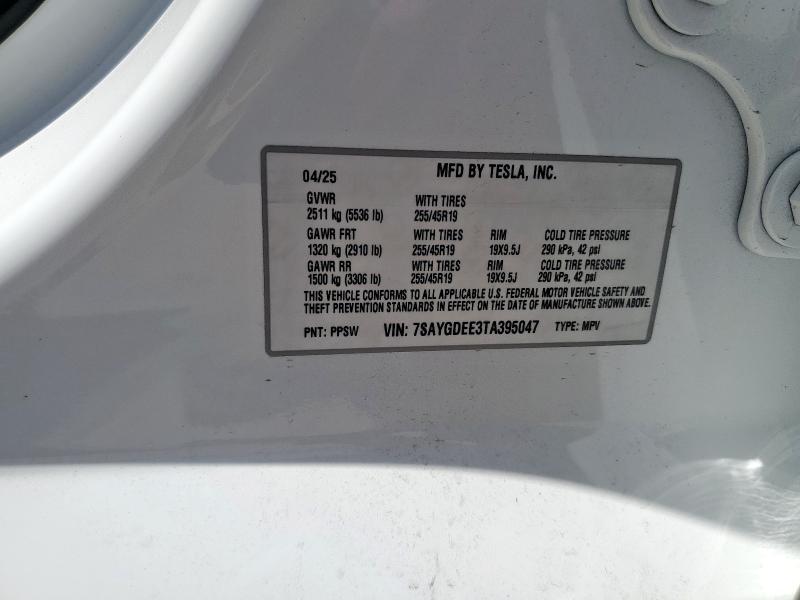 04/25 MFD BY TESLA, INC.
GVWR WITH TIRES
2511 kg (5536 lb) 255/45R19
GAWR FRT WITH TIRES RIM COLD TIRE PRESSURE
1320 kg (2910 lb) 255/45R19 19X9.5J 290 kPa, 42 psi
GAWR RR WITH TIRES RIM COLD TIRE PRESSURE
1500 kg (3306 lb) 255/45R19 19X9.5J 290 kPa, 42 psi
THIS VEHICLE CONFORMS TO ALL APPLICABLE U.S. FEDERAL MOTOR VEHICLE SAFETY AND
THEFT PREVENTION STANDARDS IN EFFECT ON THE DATE OF MANUFACTURE SHOWN ABOVE.
PNT: PPSW VIN: 7SAYGDEE3TA395047 TYPE: MPV